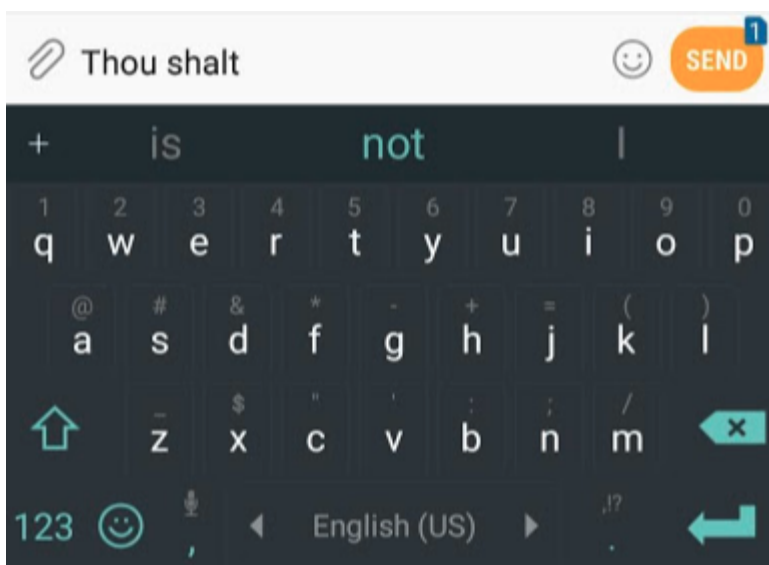 Thou shalt SEND 1
+ is not I
1 2 3 4 5 6 7 8 9 0
q w e r t y u i o p
@ # & * - + = ( )
a s d f g h j k l
_ $ " ' : ; /
z x c v b n m
,!?
123 , English (US) .